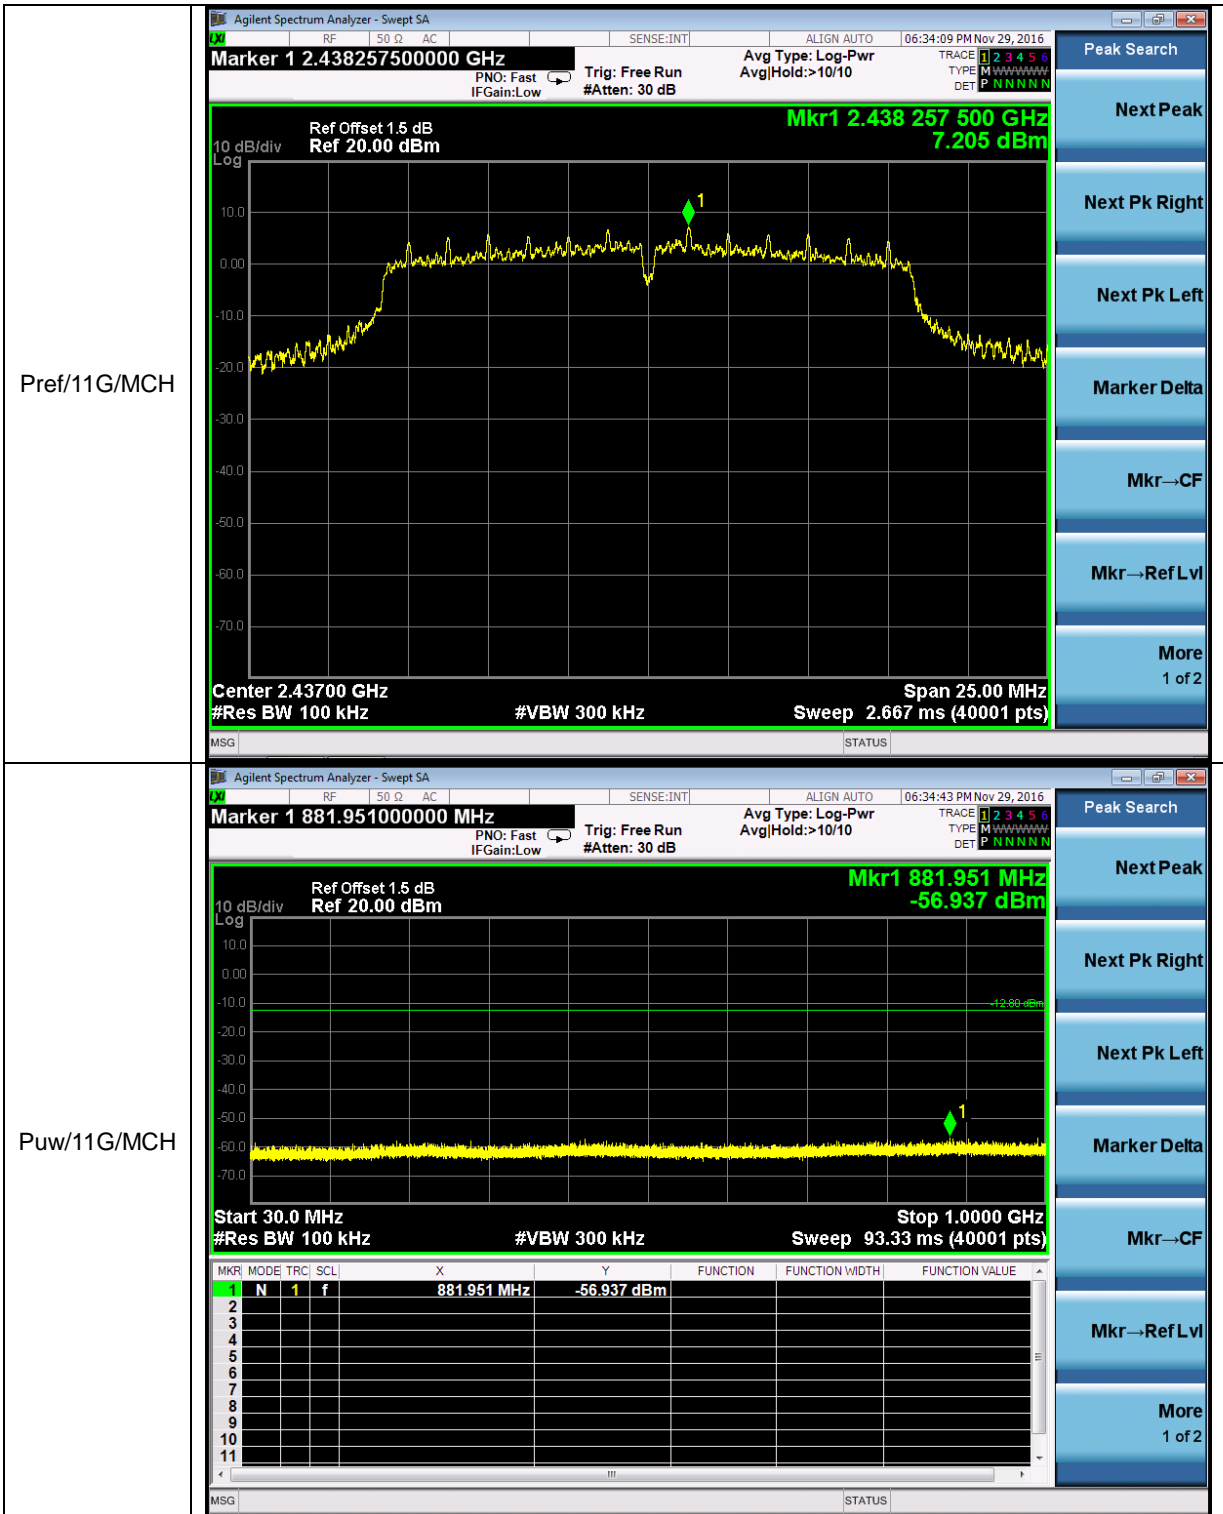 Pref/11G/MCH
Agilent Spectrum Analyzer - Swept SA
LXI RF 50 Ω AC SENSE:INT ALIGN AUTO 06:34:09 PM Nov 29, 2016
Marker 1 2.438257500000 GHz
PNO: Fast
IFGain:Low
Trig: Free Run
#Atten: 30 dB
Avg Type: Log-Pwr
Avg|Hold:>10/10
TRACE 1 2 3 4 5 6
TYPE M WWWWW
DET P N N N N N
Mkr1 2.438 257 500 GHz
7.205 dBm
Ref Offset 1.5 dB
10 dB/div Ref 20.00 dBm
Log
10.0
0.00
-10.0
-20.0
-30.0
-40.0
-50.0
-60.0
-70.0
1
Center 2.43700 GHz Span 25.00 MHz
#Res BW 100 kHz #VBW 300 kHz Sweep 2.667 ms (40001 pts)
MSG STATUS
Peak Search
Next Peak
Next Pk Right
Next Pk Left
Marker Delta
Mkr→CF
Mkr→Ref Lvl
More
1 of 2
Puw/11G/MCH
Agilent Spectrum Analyzer - Swept SA
LXI RF 50 Ω AC SENSE:INT ALIGN AUTO 06:34:43 PM Nov 29, 2016
Marker 1 881.951000000 MHz
PNO: Fast
IFGain:Low
Trig: Free Run
#Atten: 30 dB
Avg Type: Log-Pwr
Avg|Hold:>10/10
TRACE 1 2 3 4 5 6
TYPE M WWWWW
DET P N N N N N
Mkr1 881.951 MHz
-56.937 dBm
Ref Offset 1.5 dB
10 dB/div Ref 20.00 dBm
Log
10.0
0.00
-10.0
-20.0
-30.0
-40.0
-50.0
-60.0
-70.0
-12.80 dBm
1
Start 30.0 MHz Stop 1.0000 GHz
#Res BW 100 kHz #VBW 300 kHz Sweep 93.33 ms (40001 pts)
MKR MODE TRC SCL X Y FUNCTION FUNCTION WIDTH FUNCTION VALUE
1 N 1 f 881.951 MHz -56.937 dBm
2
3
4
5
6
7
8
9
10
11
MSG STATUS
Peak Search
Next Peak
Next Pk Right
Next Pk Left
Marker Delta
Mkr→CF
Mkr→Ref Lvl
More
1 of 2